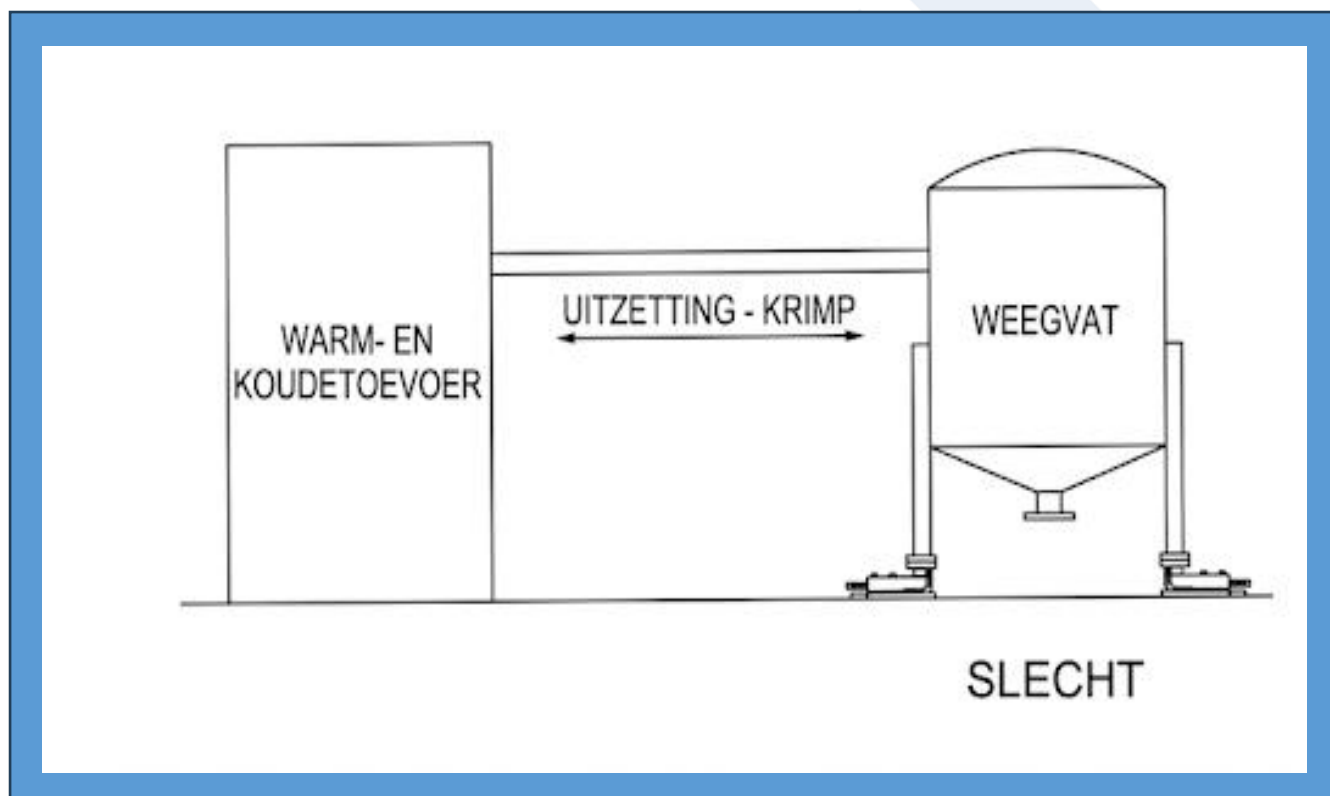 WARM- EN
KOUDETOEVOER
UITZETTING - KRIMP
WEEGVAT
SLECHT